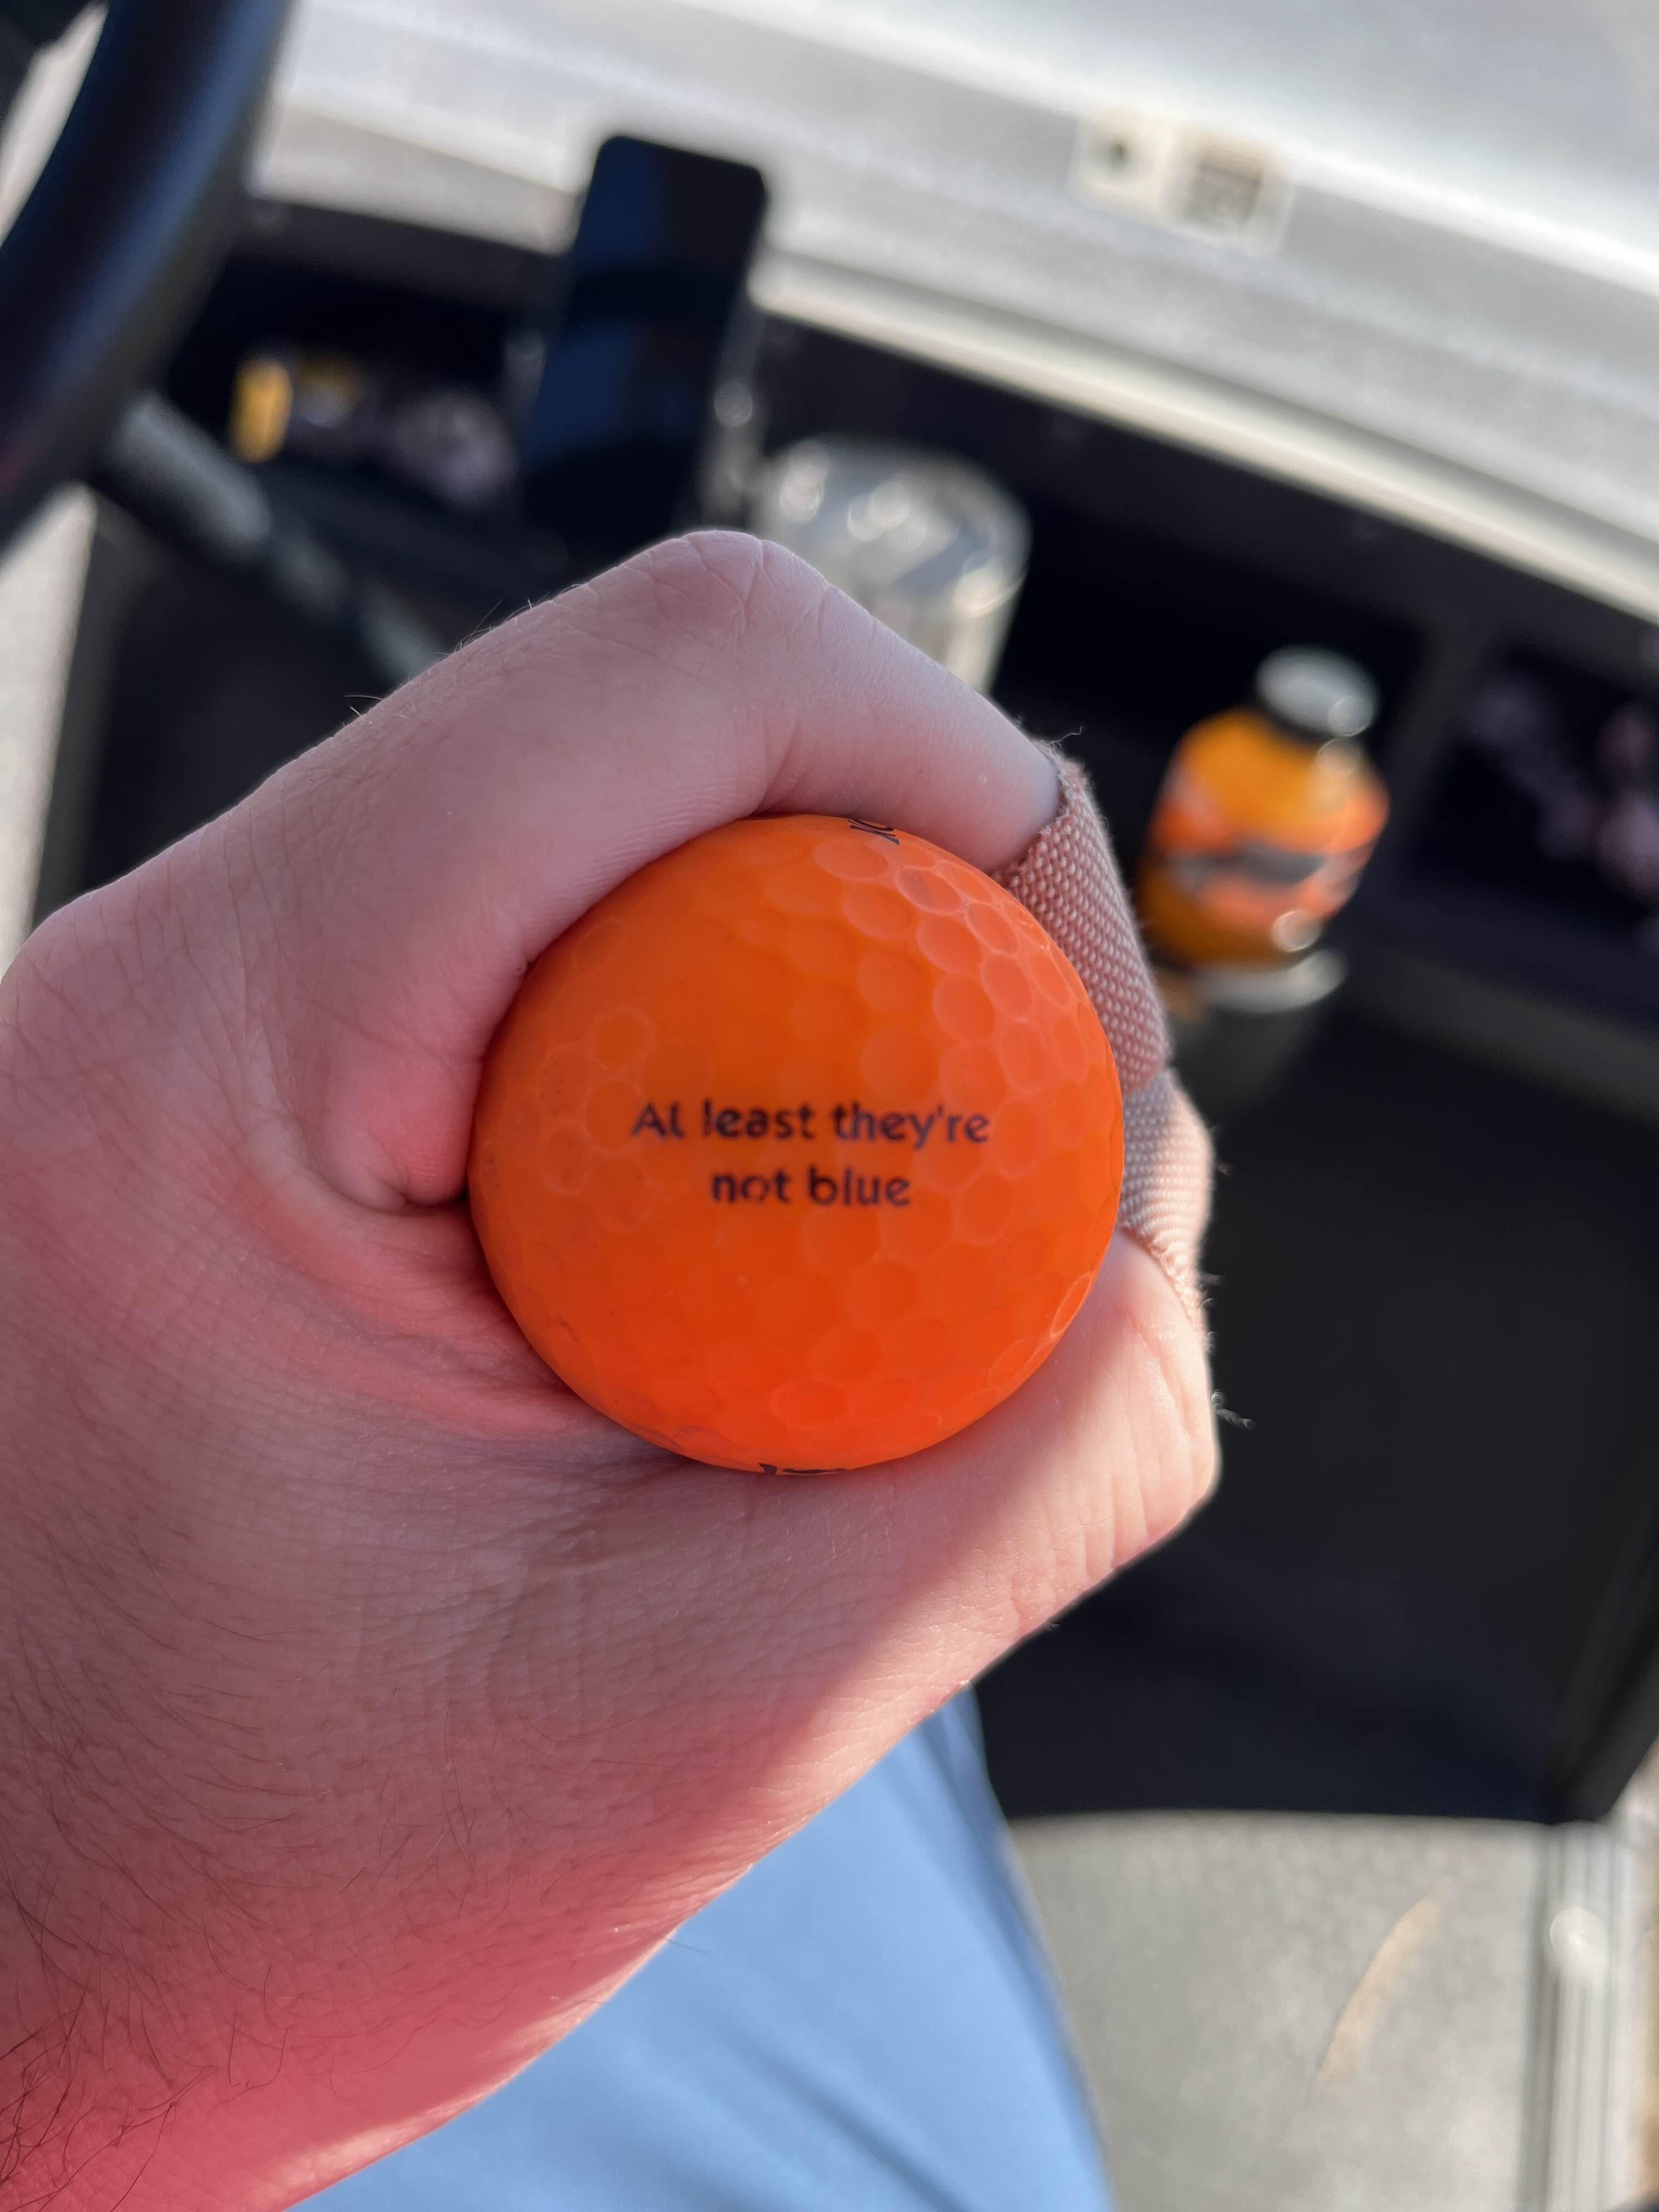 At least they're
not blue